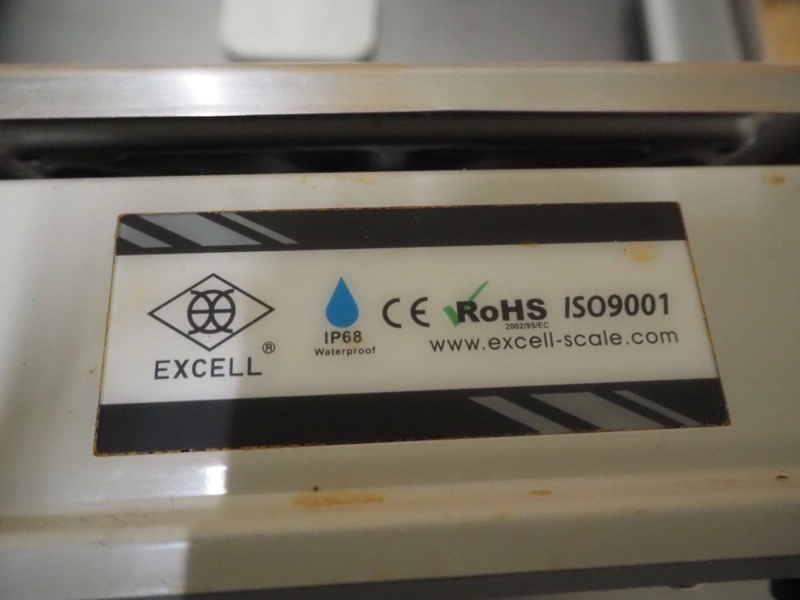 EXCELL ®
IP68
Waterproof
CE RoHS ISO9001
2002/95/EC
www.excell-scale.com